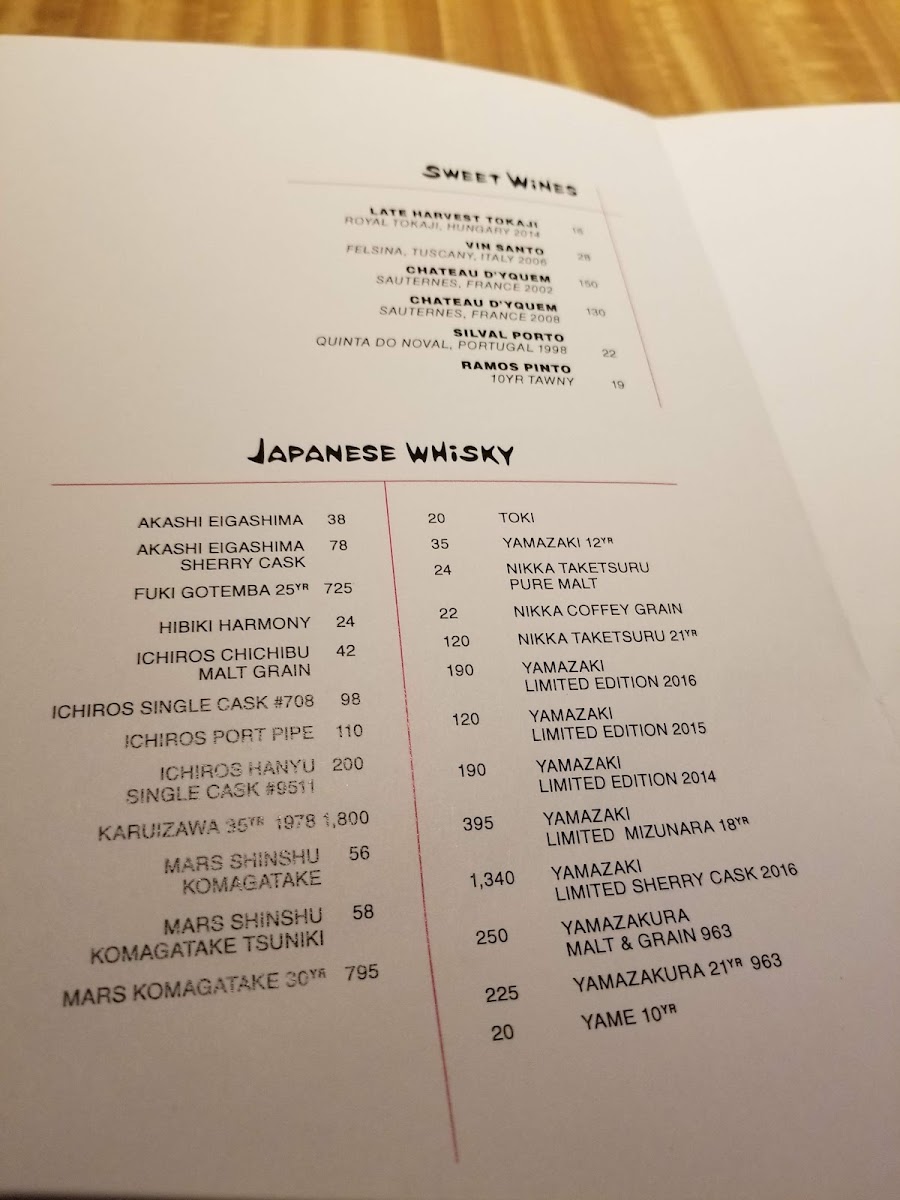 Sweet Wines
LATE HARVEST TOKAJI
ROYAL TOKAJI, HUNGARY 2014 16
VIN SANTO
FELSINA, TUSCANY, ITALY 2006 28
CHATEAU D'YQUEM
SAUTERNES, FRANCE 2002 150
CHATEAU D'YQUEM
SAUTERNES, FRANCE 2008 130
SILVAL PORTO
QUINTA DO NOVAL, PORTUGAL 1998 22
RAMOS PINTO
10YR TAWNY 19
JAPANESE WHiSKY
AKASHI EIGASHIMA 38
AKASHI EIGASHIMA 78
SHERRY CASK
FUKI GOTEMBA 25YR 725
HIBIKI HARMONY 24
ICHIROS CHICHIBU 42
MALT GRAIN
ICHIROS SINGLE CASK #708 98
ICHIROS PORT PIPE 110
ICHIROS HANYU 200
SINGLE CASK #9511
KARUIZAWA 35YR 1978 1,800
MARS SHINSHU 56
KOMAGATAKE
MARS SHINSHU 58
KOMAGATAKE TSUNIKI
MARS KOMAGATAKE 30YR 795
20 TOKI
35 YAMAZAKI 12YR
24 NIKKA TAKETSURU
PURE MALT
22 NIKKA COFFEY GRAIN
120 NIKKA TAKETSURU 21YR
190 YAMAZAKI
LIMITED EDITION 2016
120 YAMAZAKI
LIMITED EDITION 2015
190 YAMAZAKI
LIMITED EDITION 2014
395 YAMAZAKI
LIMITED MIZUNARA 18YR
1,340 YAMAZAKI
LIMITED SHERRY CASK 2016
250 YAMAZAKURA
MALT & GRAIN 963
225 YAMAZAKURA 21YR 963
20 YAME 10YR